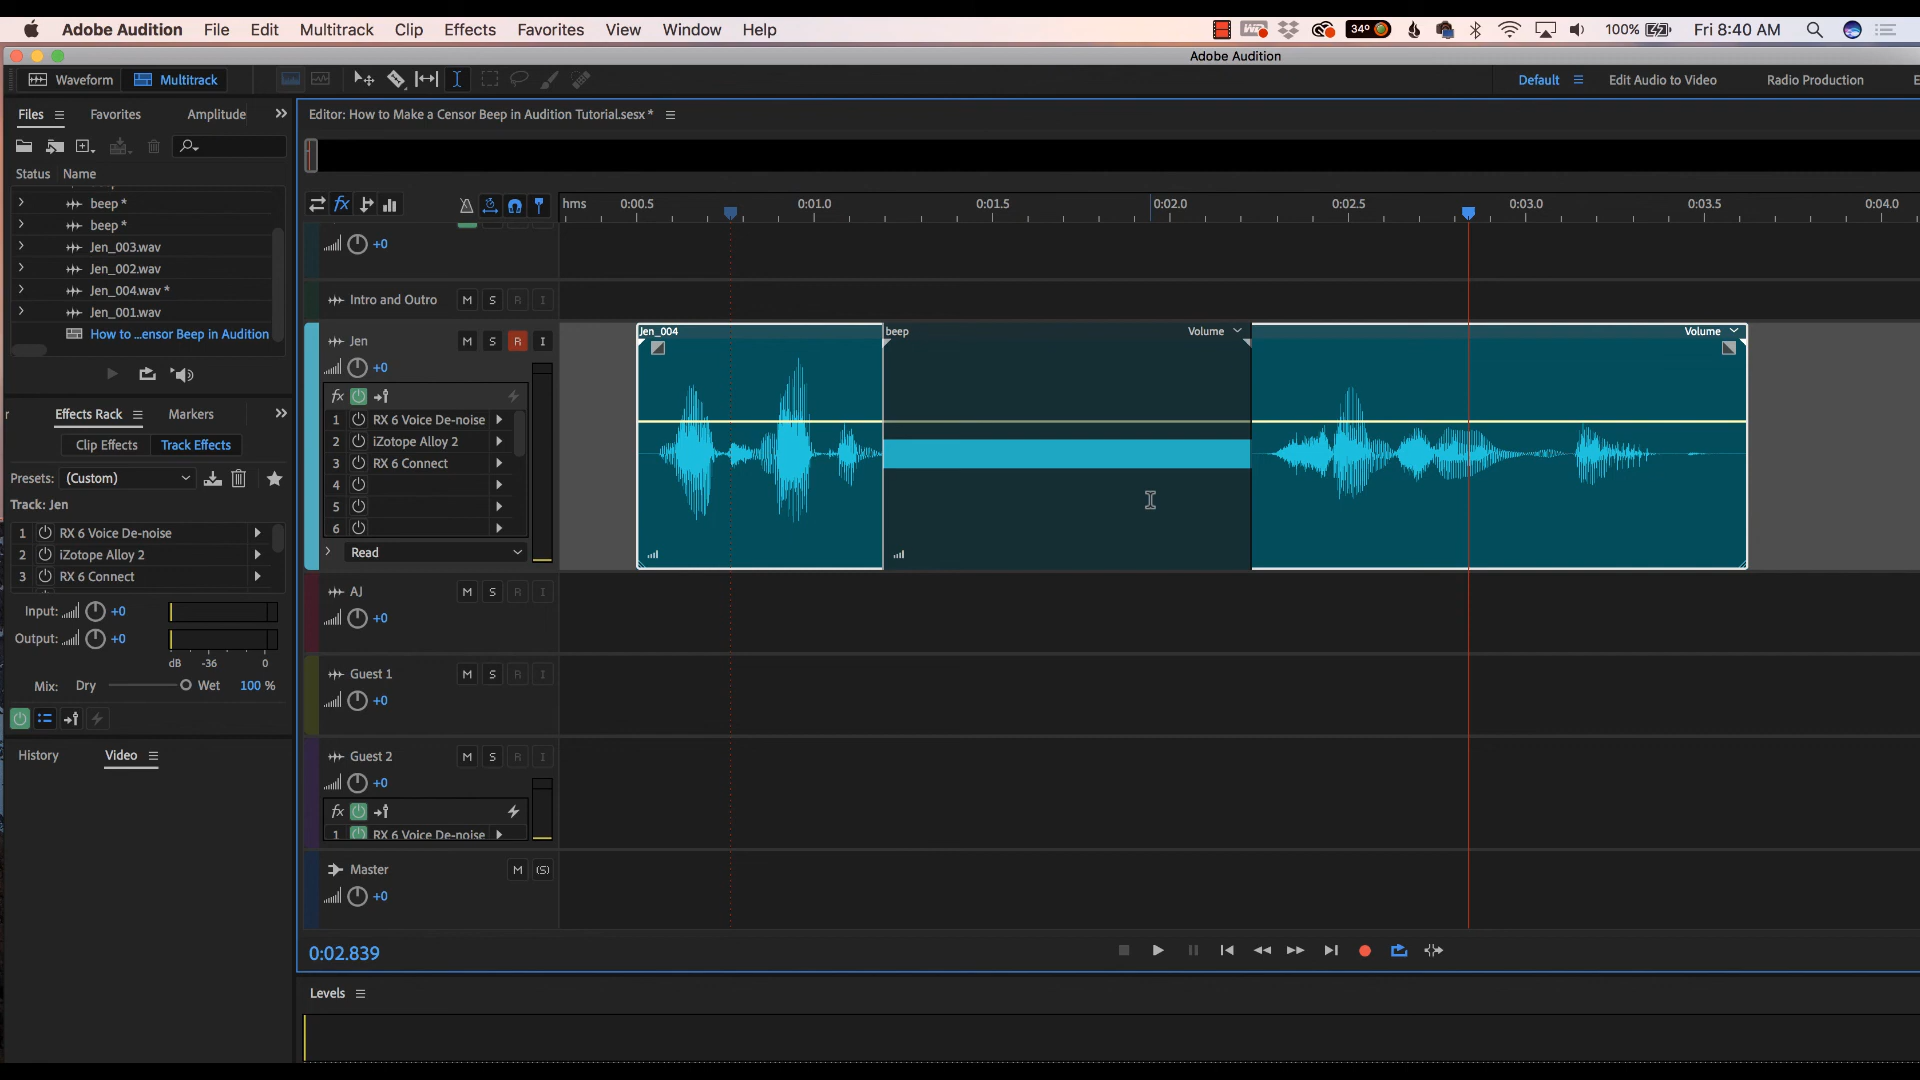 Adobe Audition File Edit Multitrack Clip Effects Favorites View Window Help 34° 100% Fri 8:40 AM
Adobe Audition
Waveform Multitrack Default Edit Audio to Video Radio Production
Files Favorites Amplitude
Editor: How to Make a Censor Beep in Audition Tutorial.sesx *
Status Name
beep *
beep *
Jen_003.wav
Jen_002.wav
Jen_004.wav *
Jen_001.wav
How to ...ensor Beep in Audition
Effects Rack Markers
Clip Effects Track Effects
Presets: (Custom)
Track: Jen
1 RX 6 Voice De-noise
2 iZotope Alloy 2
3 RX 6 Connect
Input: +0
Output: +0
dB -36 0
Mix: Dry Wet 100 %
History Video
fx
hms 0:00.5 0:01.0 0:01.5 0:02.0 0:02.5 0:03.0 0:03.5 0:04.0
+0
Intro and Outro M S R I
Jen M S R I
+0
fx
1 RX 6 Voice De-noise
2 iZotope Alloy 2
3 RX 6 Connect
4
5
6
Read
Jen_004 beep Volume Volume
AJ M S R I
+0
Guest 1 M S R I
+0
Guest 2 M S R I
+0
fx
1 RX 6 Voice De-noise
Master M (S)
+0
0:02.839
Levels